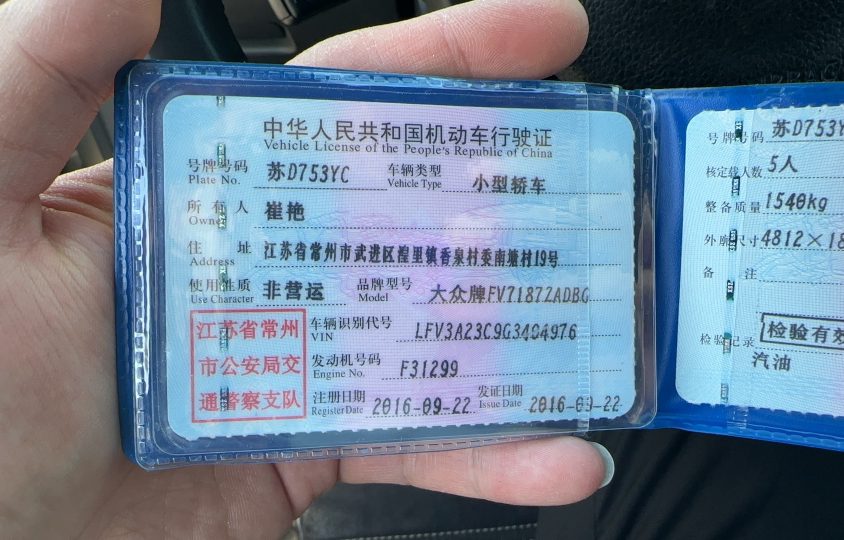 中华人民共和国机动车行驶证
Vehicle License of the People's Republic of China
号牌号码 苏D753YC 车辆类型 小型轿车
Plate No. Vehicle Type
所有人 崔艳
Owner
住址 江苏省常州市武进区湟里镇香泉村委南塘村19号
Address
使用性质 非营运 品牌型号 大众牌FV7187ZADBG
Use Character Model
江苏省常州
市公安局交
通警察支队
车辆识别代号 LFV3A23C9G3404976
VIN
发动机号码 F31299
Engine No.
注册日期 2016-09-22 发证日期 2016-09-22
Register Date Issue Date
号牌号码 苏D753Y
核定载人数 5人
整备质量 1540kg
外廓尺寸 4812×18
备注
检验记录 检验有效
汽油